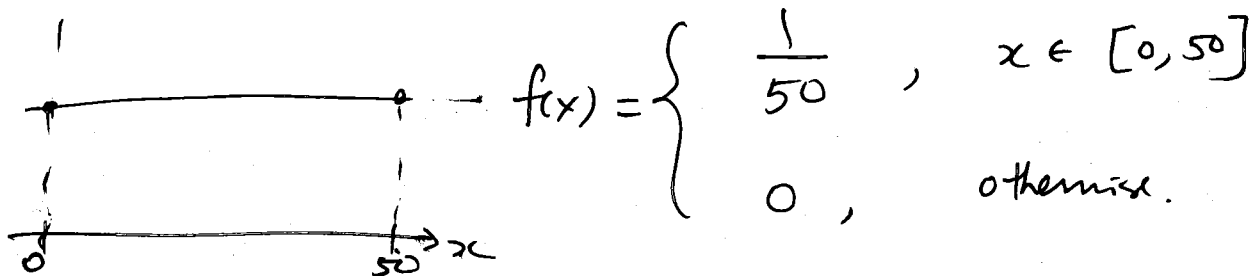 1/50 , x ∈ [0, 50]
f(x) = {
0 , otherwise.
0 50 x